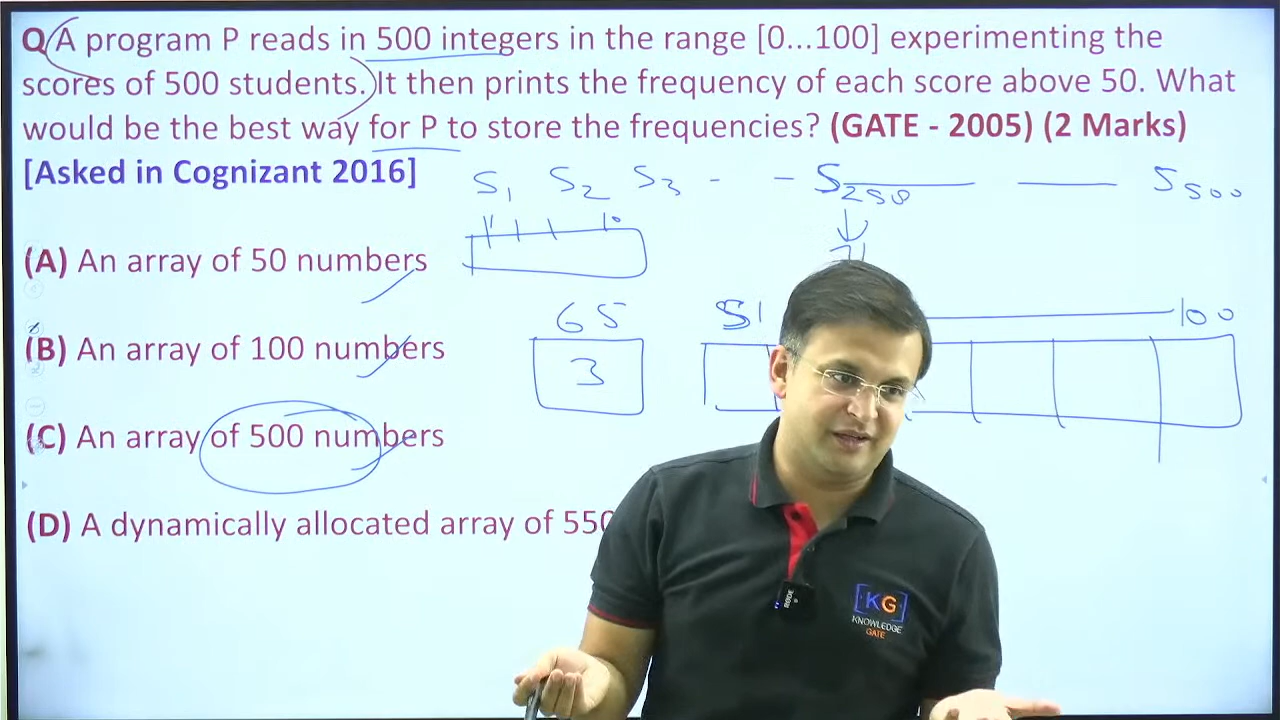 Q A program P reads in 500 integers in the range [0...100] experimenting the
scores of 500 students. It then prints the frequency of each score above 50. What
would be the best way for P to store the frequencies? (GATE - 2005) (2 Marks)
[Asked in Cognizant 2016]
S1 S2 S3 - - S250 S500
(A) An array of 50 numbers
65 51 100
(B) An array of 100 numbers
3
(C) An array of 500 numbers
(D) A dynamically allocated array of 550
RODE
KG
KNOWLEDGE
GATE